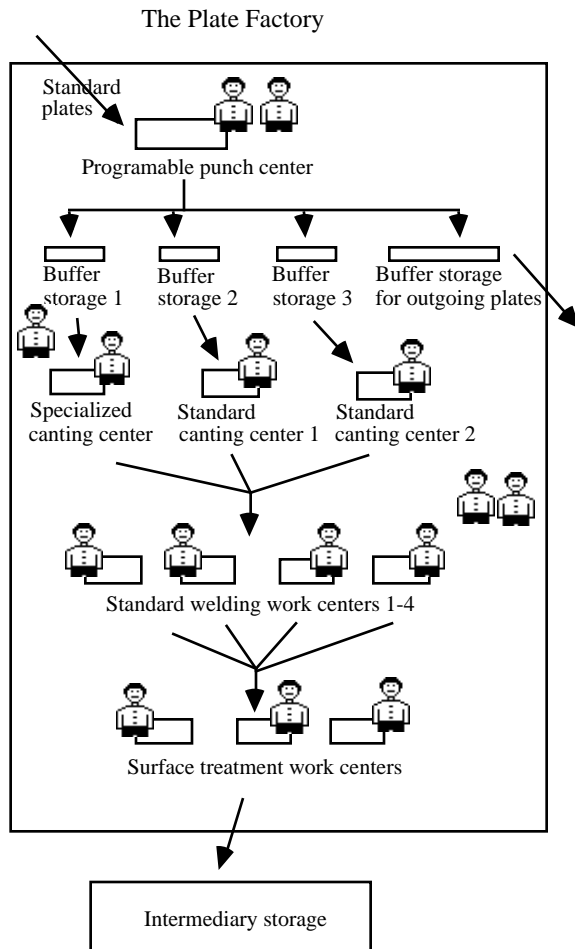 The Plate Factory
Standard
plates
Programable punch center
Buffer
storage 1
Buffer
storage 2
Buffer
storage 3
Buffer storage
for outgoing plates
Specialized
canting center
Standard
canting center 1
Standard
canting center 2
Standard welding work centers 1-4
Surface treatment work centers
Intermediary storage